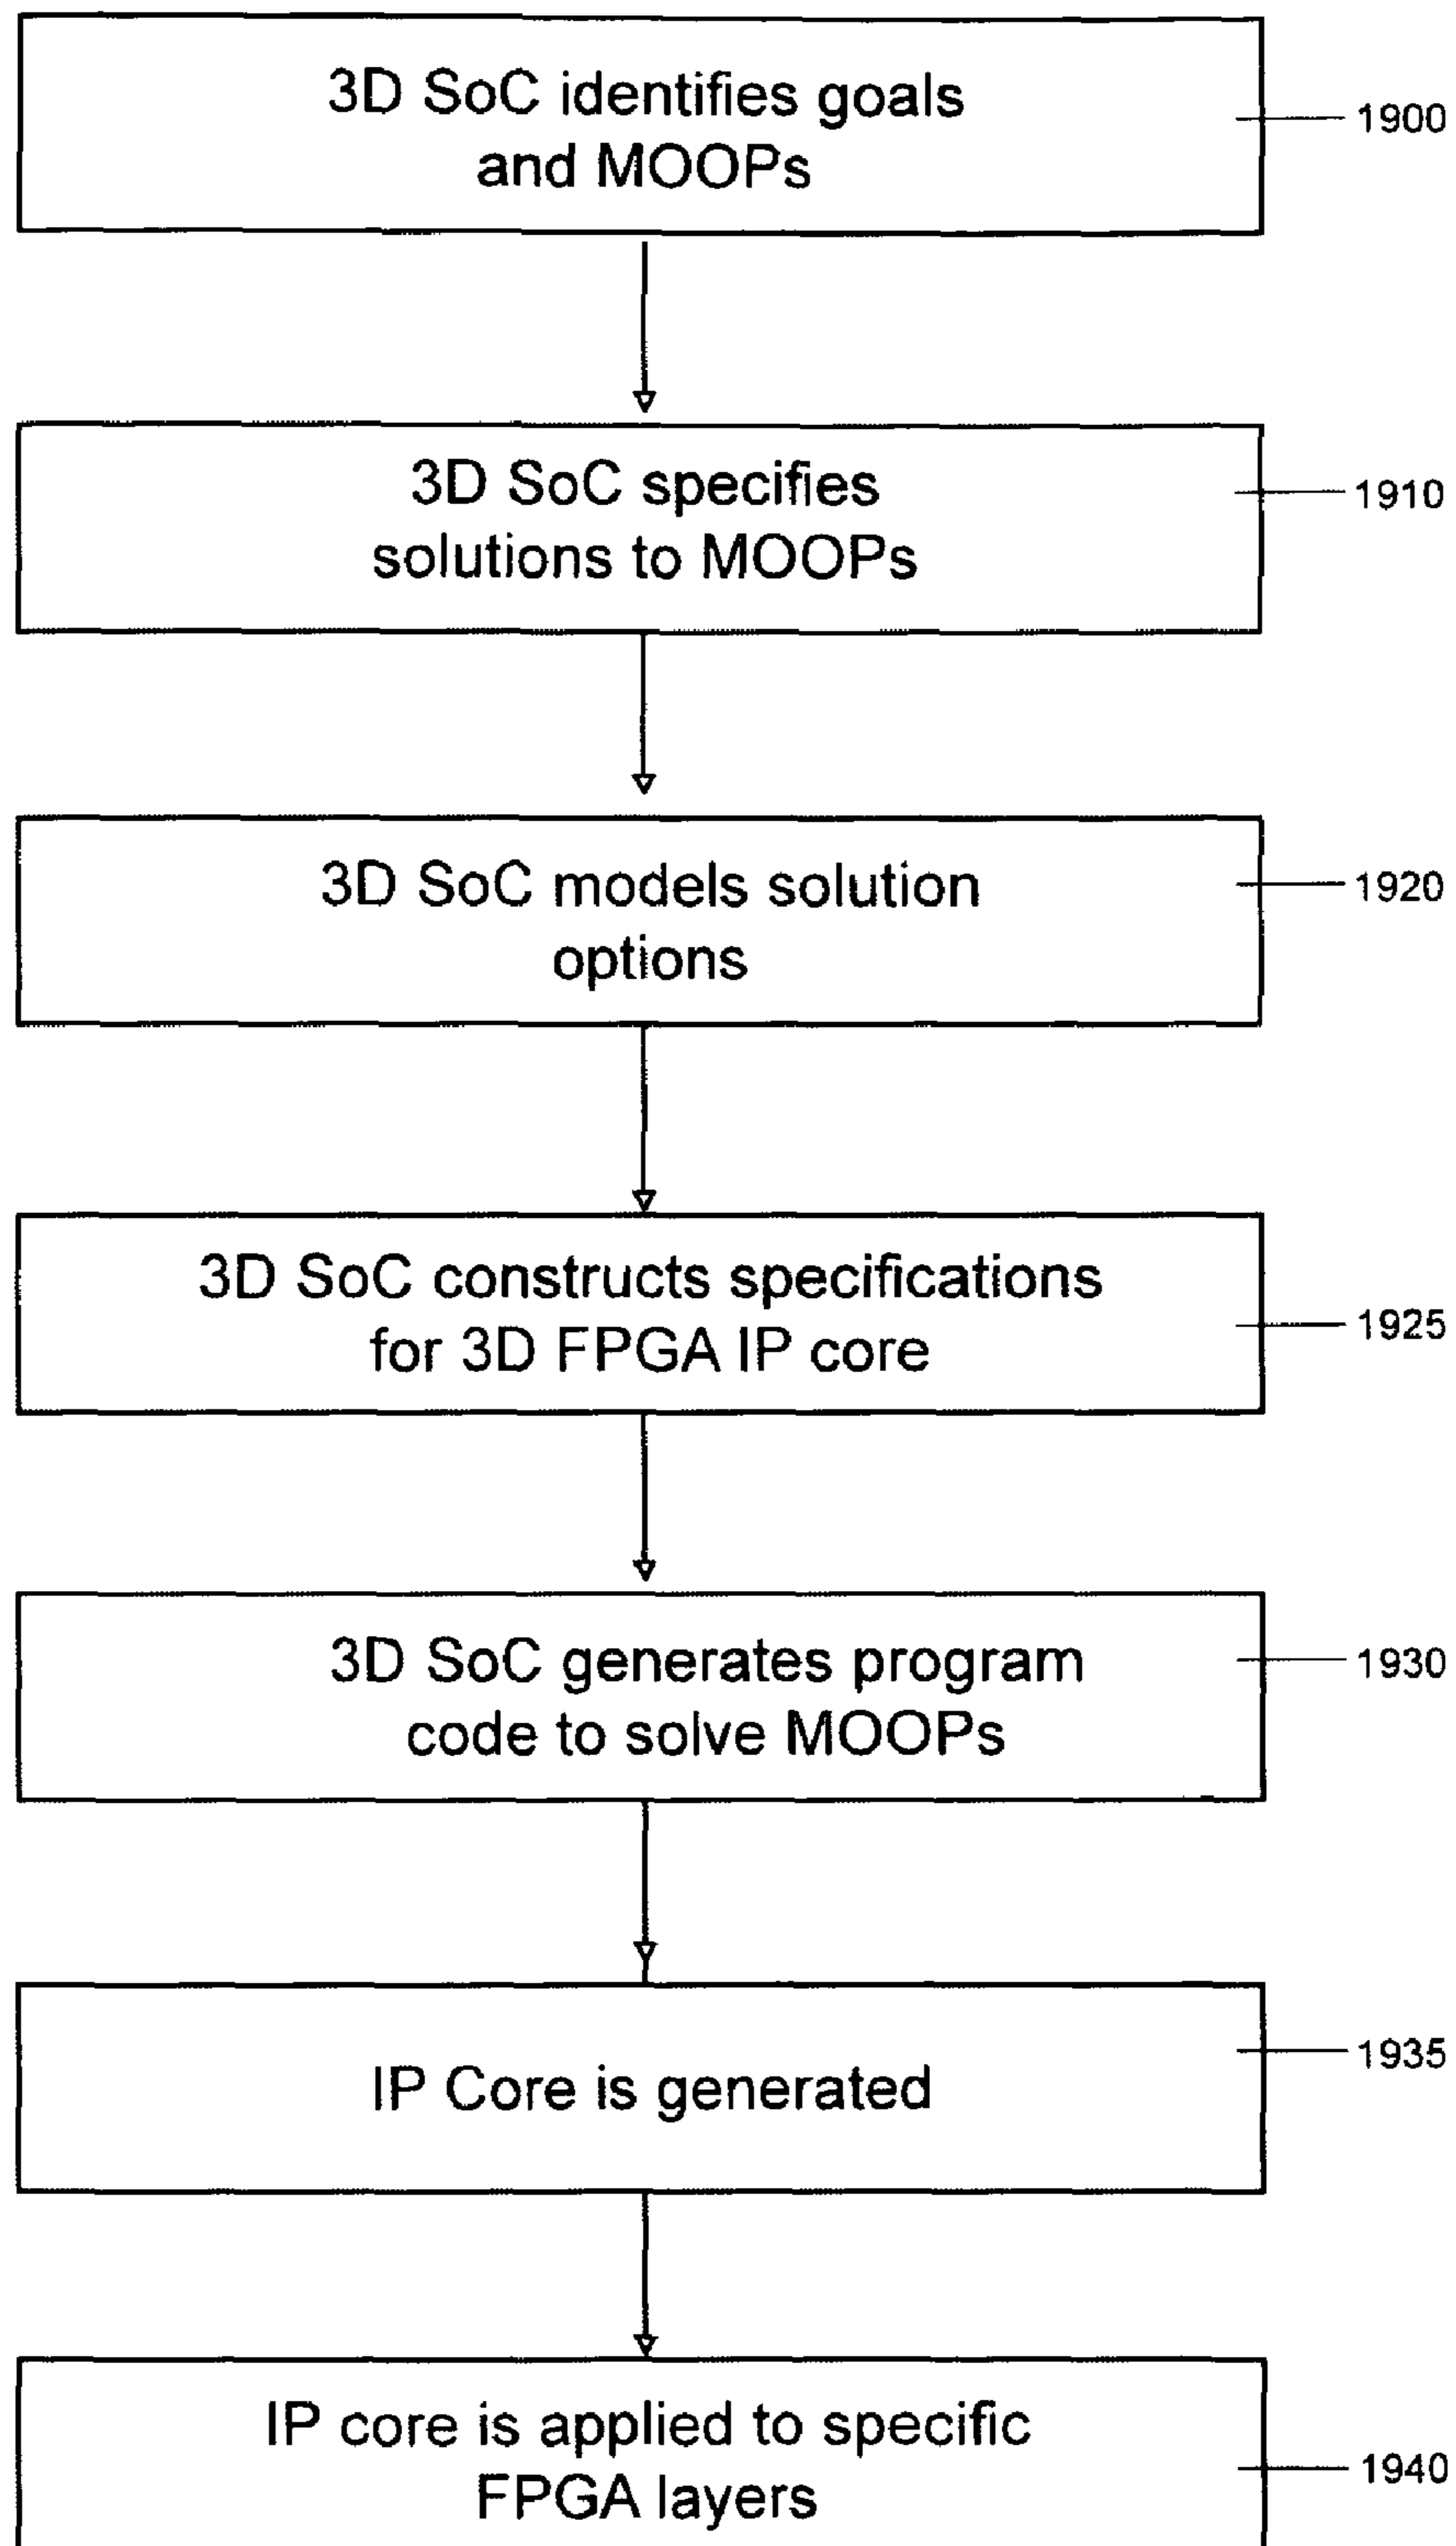 3D SoC identifies goals
and MOOPs
1900
3D SoC specifies
solutions to MOOPs
1910
3D SoC models solution
options
1920
3D SoC constructs specifications
for 3D FPGA IP core
1925
3D SoC generates program
code to solve MOOPs
1930
IP Core is generated
1935
IP core is applied to specific
FPGA layers
1940